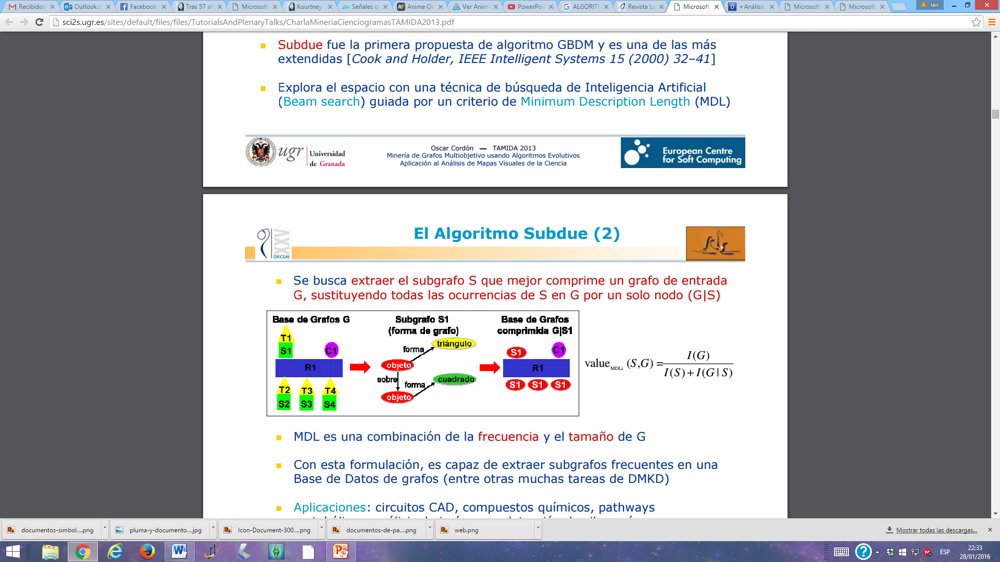 Recibidos
Outlook.c
Facebook
Tras 57 añ
Microsoft
Kourtney
Señales q
Anime On
Ver Anim
PowerPoi
ALGORIT
Revista La
Microsoft
Análisis
Microsoft
Microsoft
Jair
sci2s.ugr.es/sites/default/files/files/TutorialsAndPlenaryTalks/CharlaMineriaCienciogramasTAMIDA2013.pdf
Subdue fue la primera propuesta de algoritmo GBDM y es una de las más
extendidas [Cook and Holder, IEEE Intelligent Systems 15 (2000) 32–41]
Explora el espacio con una técnica de búsqueda de Inteligencia Artificial
(Beam search) guiada por un criterio de Minimum Description Length (MDL)
ugr Universidad
de Granada
Oscar Cordón — TAMIDA 2013
Minería de Grafos Multiobjetivo usando Algoritmos Evolutivos
Aplicación al Análisis de Mapas Visuales de la Ciencia
European Centre
for Soft Computing
El Algoritmo Subdue (2)
DECSAI
XXV
Se busca extraer el subgrafo S que mejor comprime un grafo de entrada
G, sustituyendo todas las ocurrencias de S en G por un solo nodo (G|S)
Base de Grafos G
T1
S1
C1
R1
T2 T3 T4
S2 S3 S4
Subgrafo S1
(forma de grafo)
forma
triángulo
objeto
sobre
forma
cuadrado
objeto
Base de Grafos
comprimida G|S1
S1
C1
R1
S1 S1 S1
value MDLi (S,G) = I(G) / I(S)+I(G|S)
MDL es una combinación de la frecuencia y el tamaño de G
Con esta formulación, es capaz de extraer subgrafos frecuentes en una
Base de Datos de grafos (entre otras muchas tareas de DMKD)
Aplicaciones: circuitos CAD, compuestos químicos, pathways
documentos-simbol....png
pluma-y-documento....jpg
Icon-Document-300....png
documentos-de-pa....png
web.png
Mostrar todas las descargas...
ESP
22:33
28/01/2016